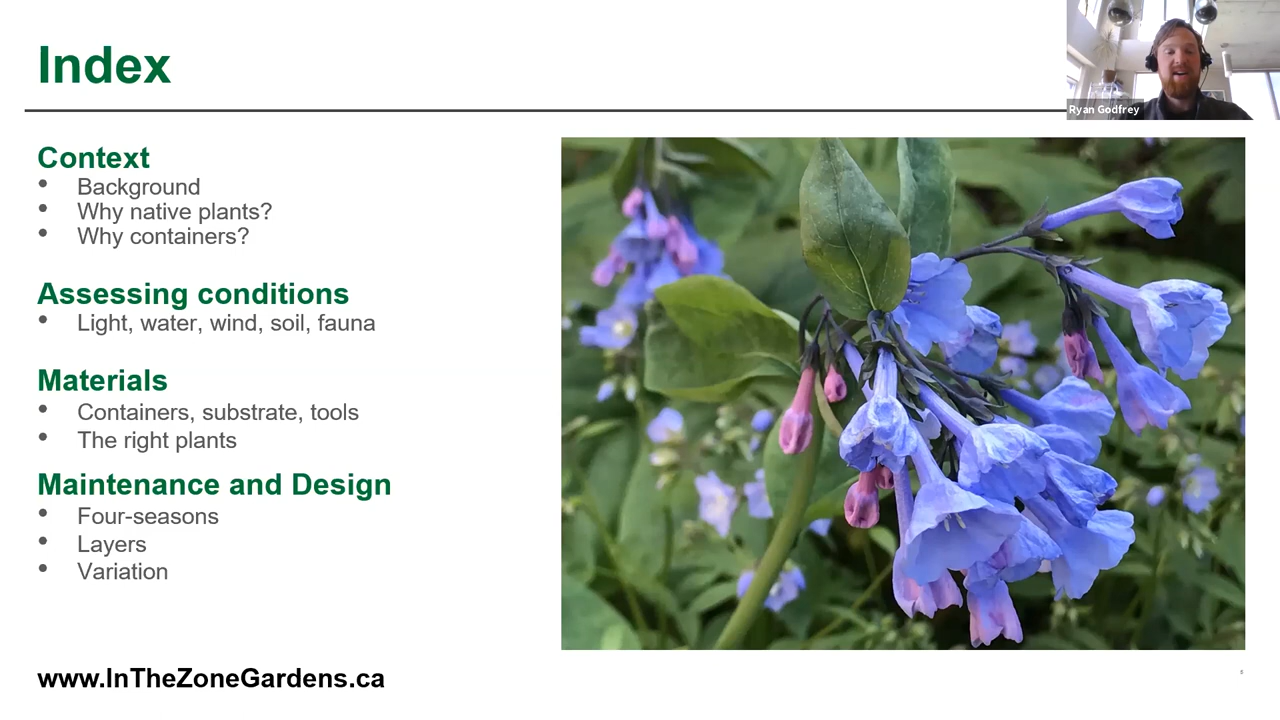 Index
Ryan Godfrey
Context
• Background
• Why native plants?
• Why containers?
Assessing conditions
• Light, water, wind, soil, fauna
Materials
• Containers, substrate, tools
• The right plants
Maintenance and Design
• Four-seasons
• Layers
• Variation
www.InTheZoneGardens.ca